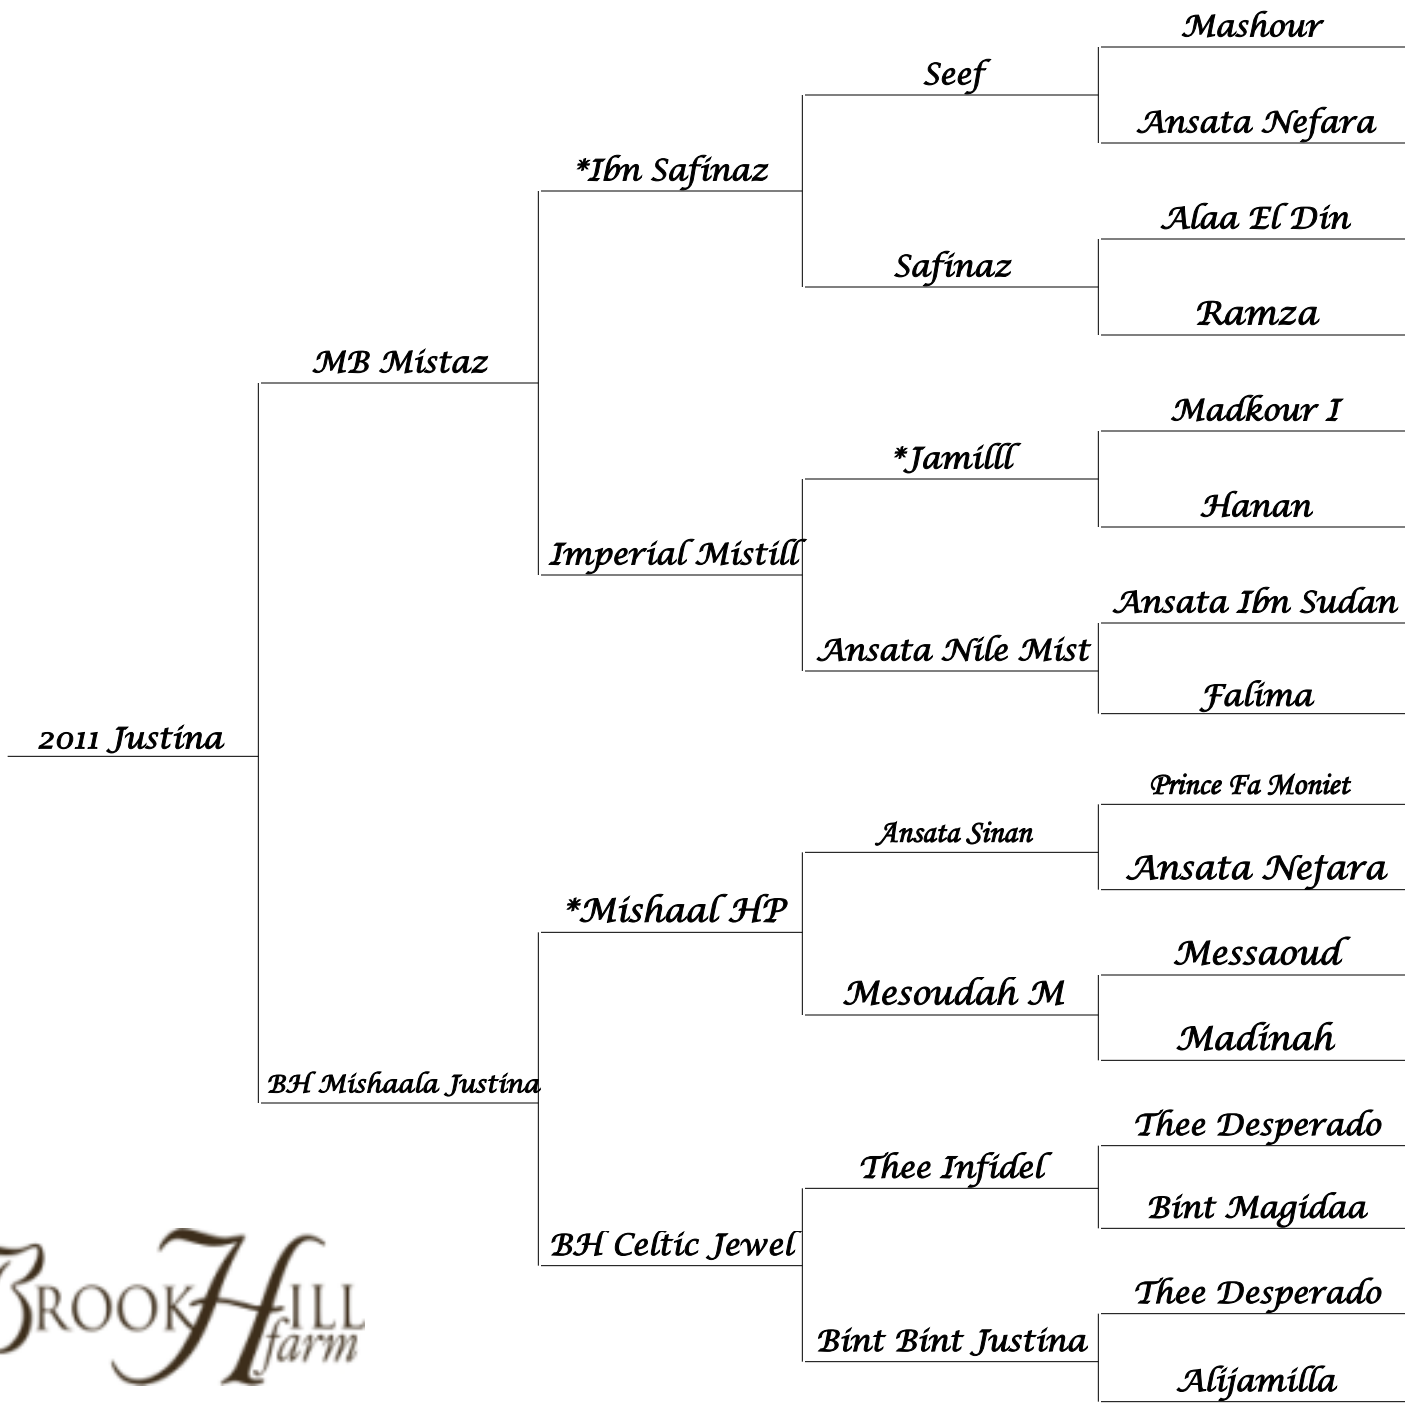 Mashour
Seef
Ansata Nefara
*Ibn Safinaz
Alaa El Din
Safinaz
Ramza
MB Mistaz
Madkour I
*Jamilll
Hanan
Imperial Mistill
Ansata Ibn Sudan
Ansata Nile Mist
Falima
2011 Justina
Prince Fa Moniet
Ansata Sinan
Ansata Nefara
*Mishaal HP
Messaoud
Mesoudah M
Madinah
BH Mishaala Justina
Thee Desperado
Thee Infidel
Bint Magidaa
BH Celtic Jewel
Thee Desperado
Bint Bint Justina
Alijamilla
BROOK HILL
farm